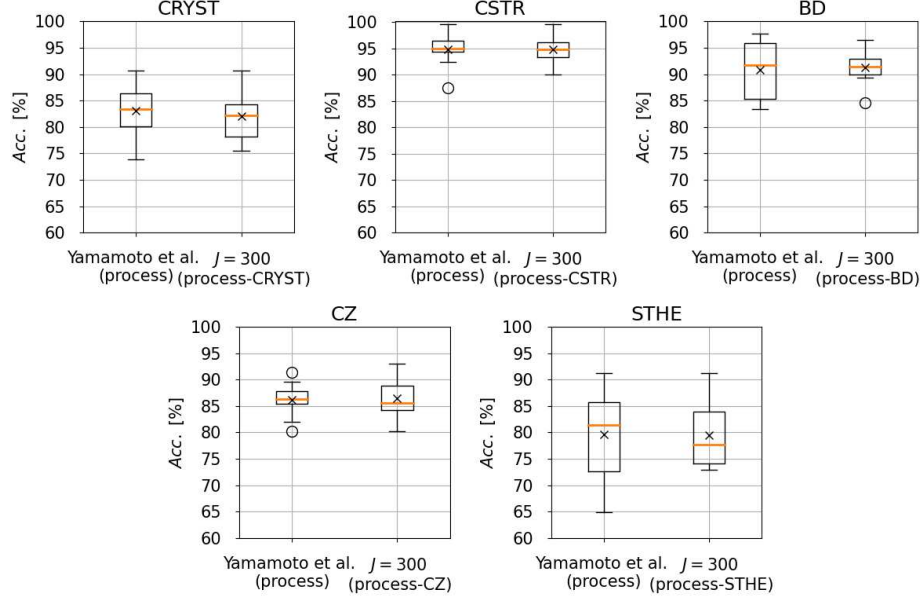 CRYST
100
95
90
85
80
75
70
65
60
Acc. [%]
Yamamoto et al.
(process)
J = 300
(process-CRYST)
CSTR
100
95
90
85
80
75
70
65
60
Acc. [%]
Yamamoto et al.
(process)
J = 300
(process-CSTR)
BD
100
95
90
85
80
75
70
65
60
Acc. [%]
Yamamoto et al.
(process)
J = 300
(process-BD)
CZ
100
95
90
85
80
75
70
65
60
Acc. [%]
Yamamoto et al.
(process)
J = 300
(process-CZ)
STHE
100
95
90
85
80
75
70
65
60
Acc. [%]
Yamamoto et al.
(process)
J = 300
(process-STHE)